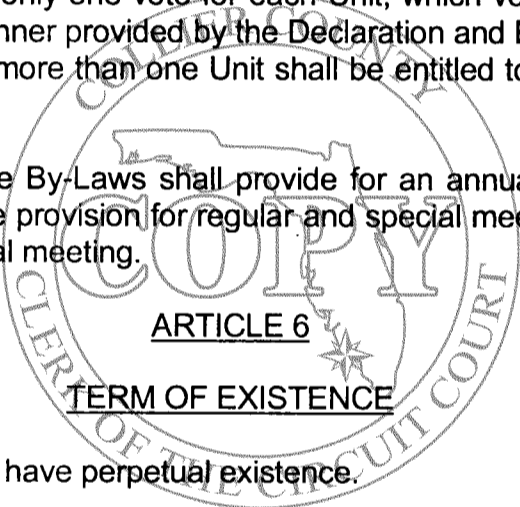 only one vote for each Unit, which vo
nner provided by the Declaration and B
more than one Unit shall be entitled to
e By-Laws shall provide for an annua
e provision for regular and special mee
al meeting.
ARTICLE 6
TERM OF EXISTENCE
have perpetual existence.
COLLIER COUNTY
COPY
CLERK OF THE CIRCUIT COURT